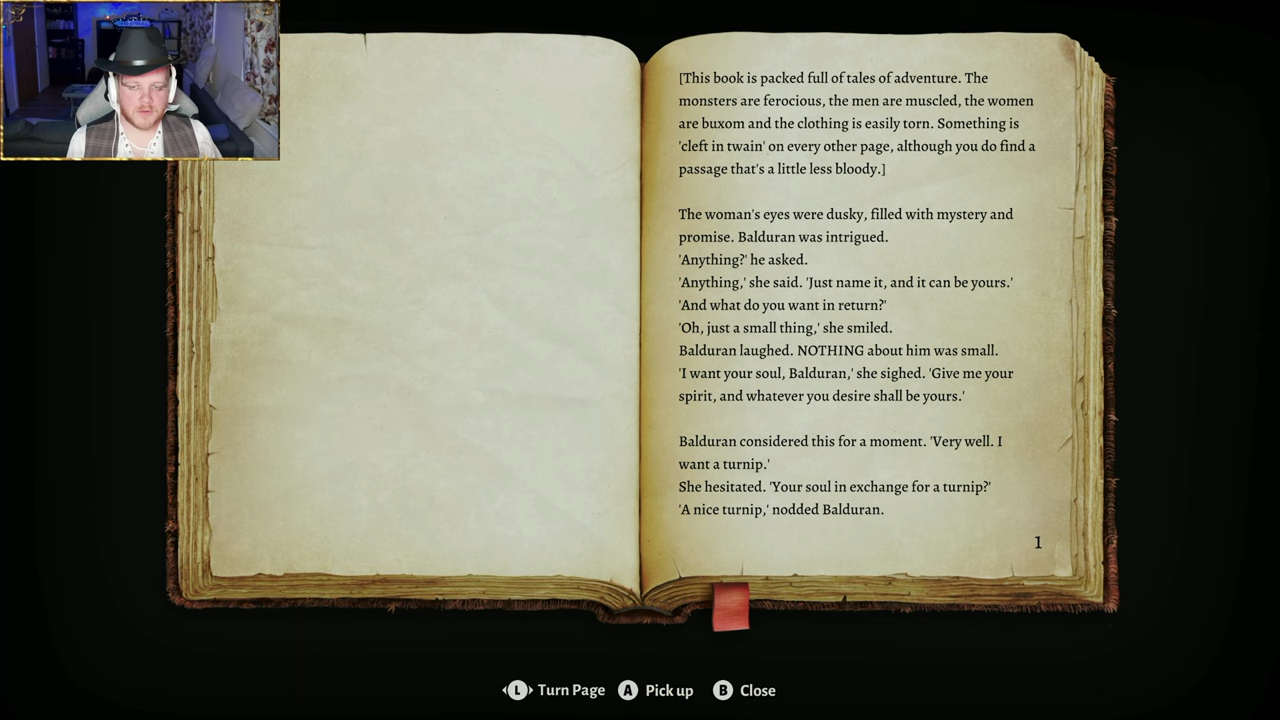 [This book is packed full of tales of adventure. The
monsters are ferocious, the men are muscled, the women
are buxom and the clothing is easily torn. Something is
'cleft in twain' on every other page, although you do find a
passage that's a little less bloody.]
The woman's eyes were dusky, filled with mystery and
promise. Balduran was intrigued.
'Anything?' he asked.
'Anything,' she said. 'Just name it, and it can be yours.'
'And what do you want in return?'
'Oh, just a small thing,' she smiled.
Balduran laughed. NOTHING about him was small.
'I want your soul, Balduran,' she sighed. 'Give me your
spirit, and whatever you desire shall be yours.'
Balduran considered this for a moment. 'Very well. I
want a turnip.'
She hesitated. 'Your soul in exchange for a turnip?'
'A nice turnip,' nodded Balduran.
1
L Turn Page A Pick up B Close